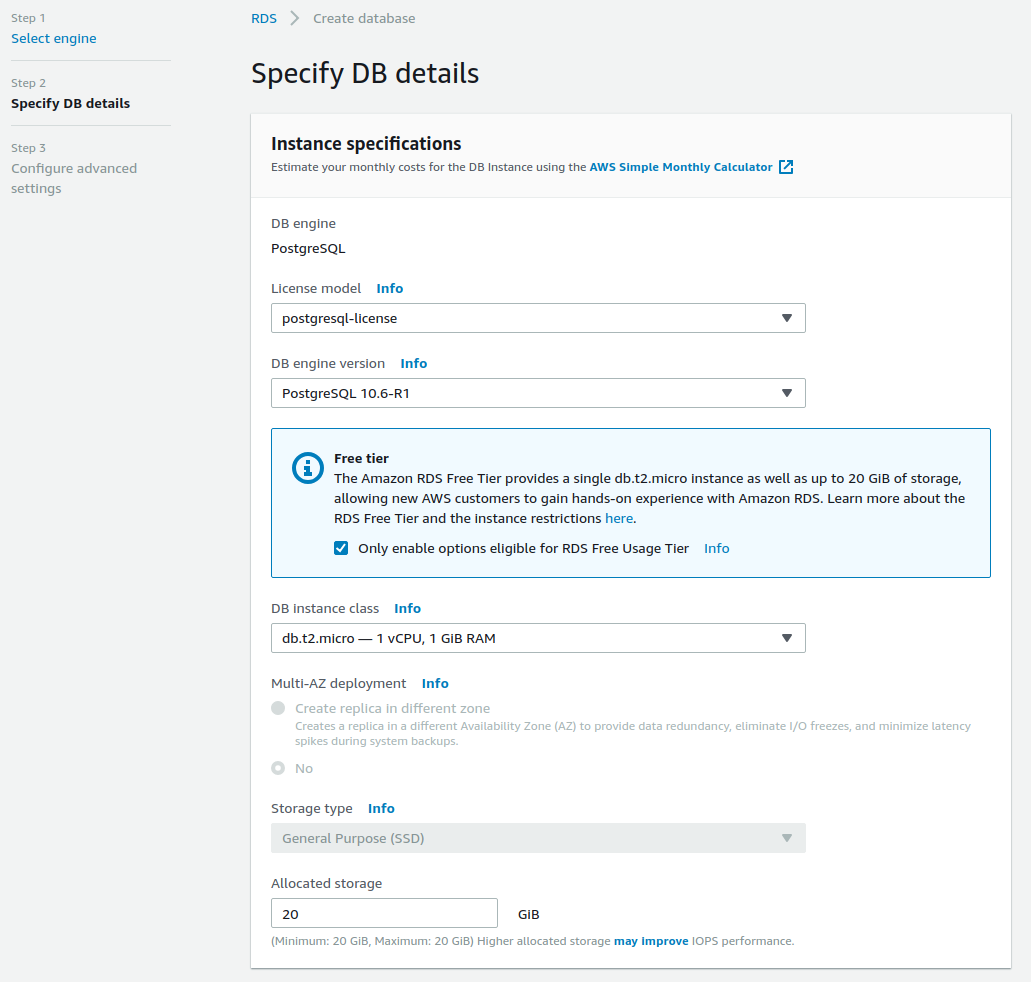 Step 1
Select engine
Step 2
Specify DB details
Step 3
Configure advanced
settings
RDS Create database
Specify DB details
Instance specifications
Estimate your monthly costs for the DB Instance using the AWS Simple Monthly Calculator
DB engine
PostgreSQL
License model Info
postgresql-license
DB engine version Info
PostgreSQL 10.6-R1
Free tier
The Amazon RDS Free Tier provides a single db.t2.micro instance as well as up to 20 GiB of storage,
allowing new AWS customers to gain hands-on experience with Amazon RDS. Learn more about the
RDS Free Tier and the instance restrictions here.
Only enable options eligible for RDS Free Usage Tier Info
DB instance class Info
db.t2.micro — 1 vCPU, 1 GiB RAM
Multi-AZ deployment Info
Create replica in different zone
Creates a replica in a different Availability Zone (AZ) to provide data redundancy, eliminate I/O freezes, and minimize latency
spikes during system backups.
No
Storage type Info
General Purpose (SSD)
Allocated storage
20 GiB
(Minimum: 20 GiB, Maximum: 20 GiB) Higher allocated storage may improve IOPS performance.